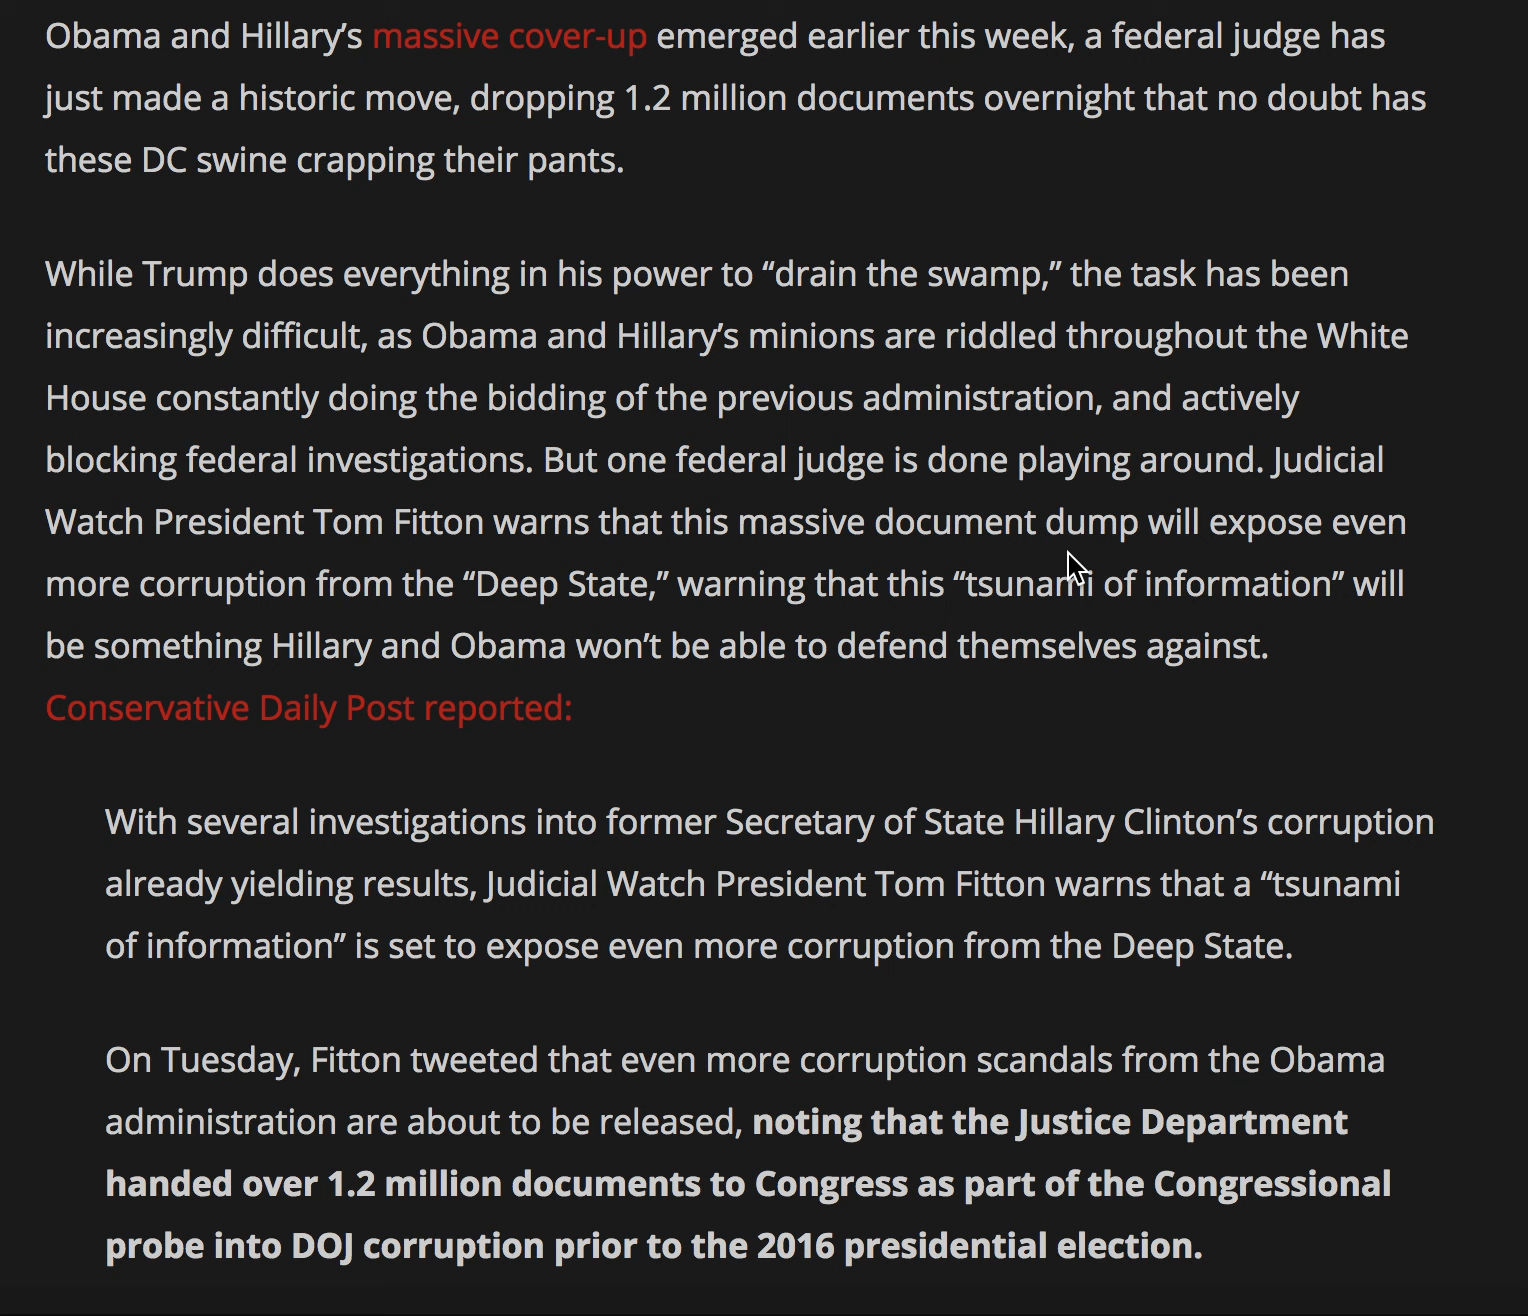 Obama and Hillary’s massive cover-up emerged earlier this week, a federal judge has
just made a historic move, dropping 1.2 million documents overnight that no doubt has
these DC swine crapping their pants.
While Trump does everything in his power to “drain the swamp,” the task has been
increasingly difficult, as Obama and Hillary’s minions are riddled throughout the White
House constantly doing the bidding of the previous administration, and actively
blocking federal investigations. But one federal judge is done playing around. Judicial
Watch President Tom Fitton warns that this massive document dump will expose even
more corruption from the “Deep State,” warning that this “tsunami of information” will
be something Hillary and Obama won’t be able to defend themselves against.
Conservative Daily Post reported:
With several investigations into former Secretary of State Hillary Clinton’s corruption
already yielding results, Judicial Watch President Tom Fitton warns that a “tsunami
of information” is set to expose even more corruption from the Deep State.
On Tuesday, Fitton tweeted that even more corruption scandals from the Obama
administration are about to be released, noting that the Justice Department
handed over 1.2 million documents to Congress as part of the Congressional
probe into DOJ corruption prior to the 2016 presidential election.